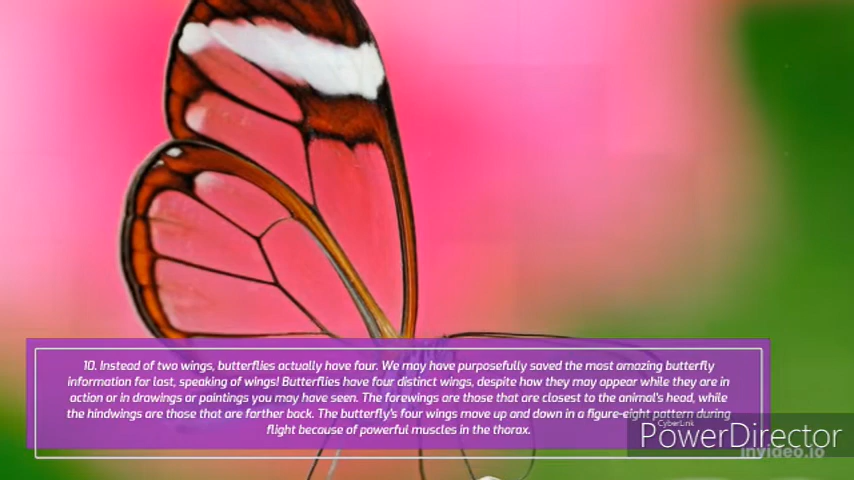 10. Instead of two wings, butterflies actually have four. We may have purposefully saved the most amazing butterfly
information for last, speaking of wings! Butterflies have four distinct wings, despite how they may appear while they are in
action or in drawings or paintings you may have seen. The forewings are those that are closest to the animal's head, while
the hindwings are those that are farther back. The butterfly's four wings move up and down in a figure-eight pattern during
flight because of powerful muscles in the thorax.
CyberLink
PowerDirector
invideo.io